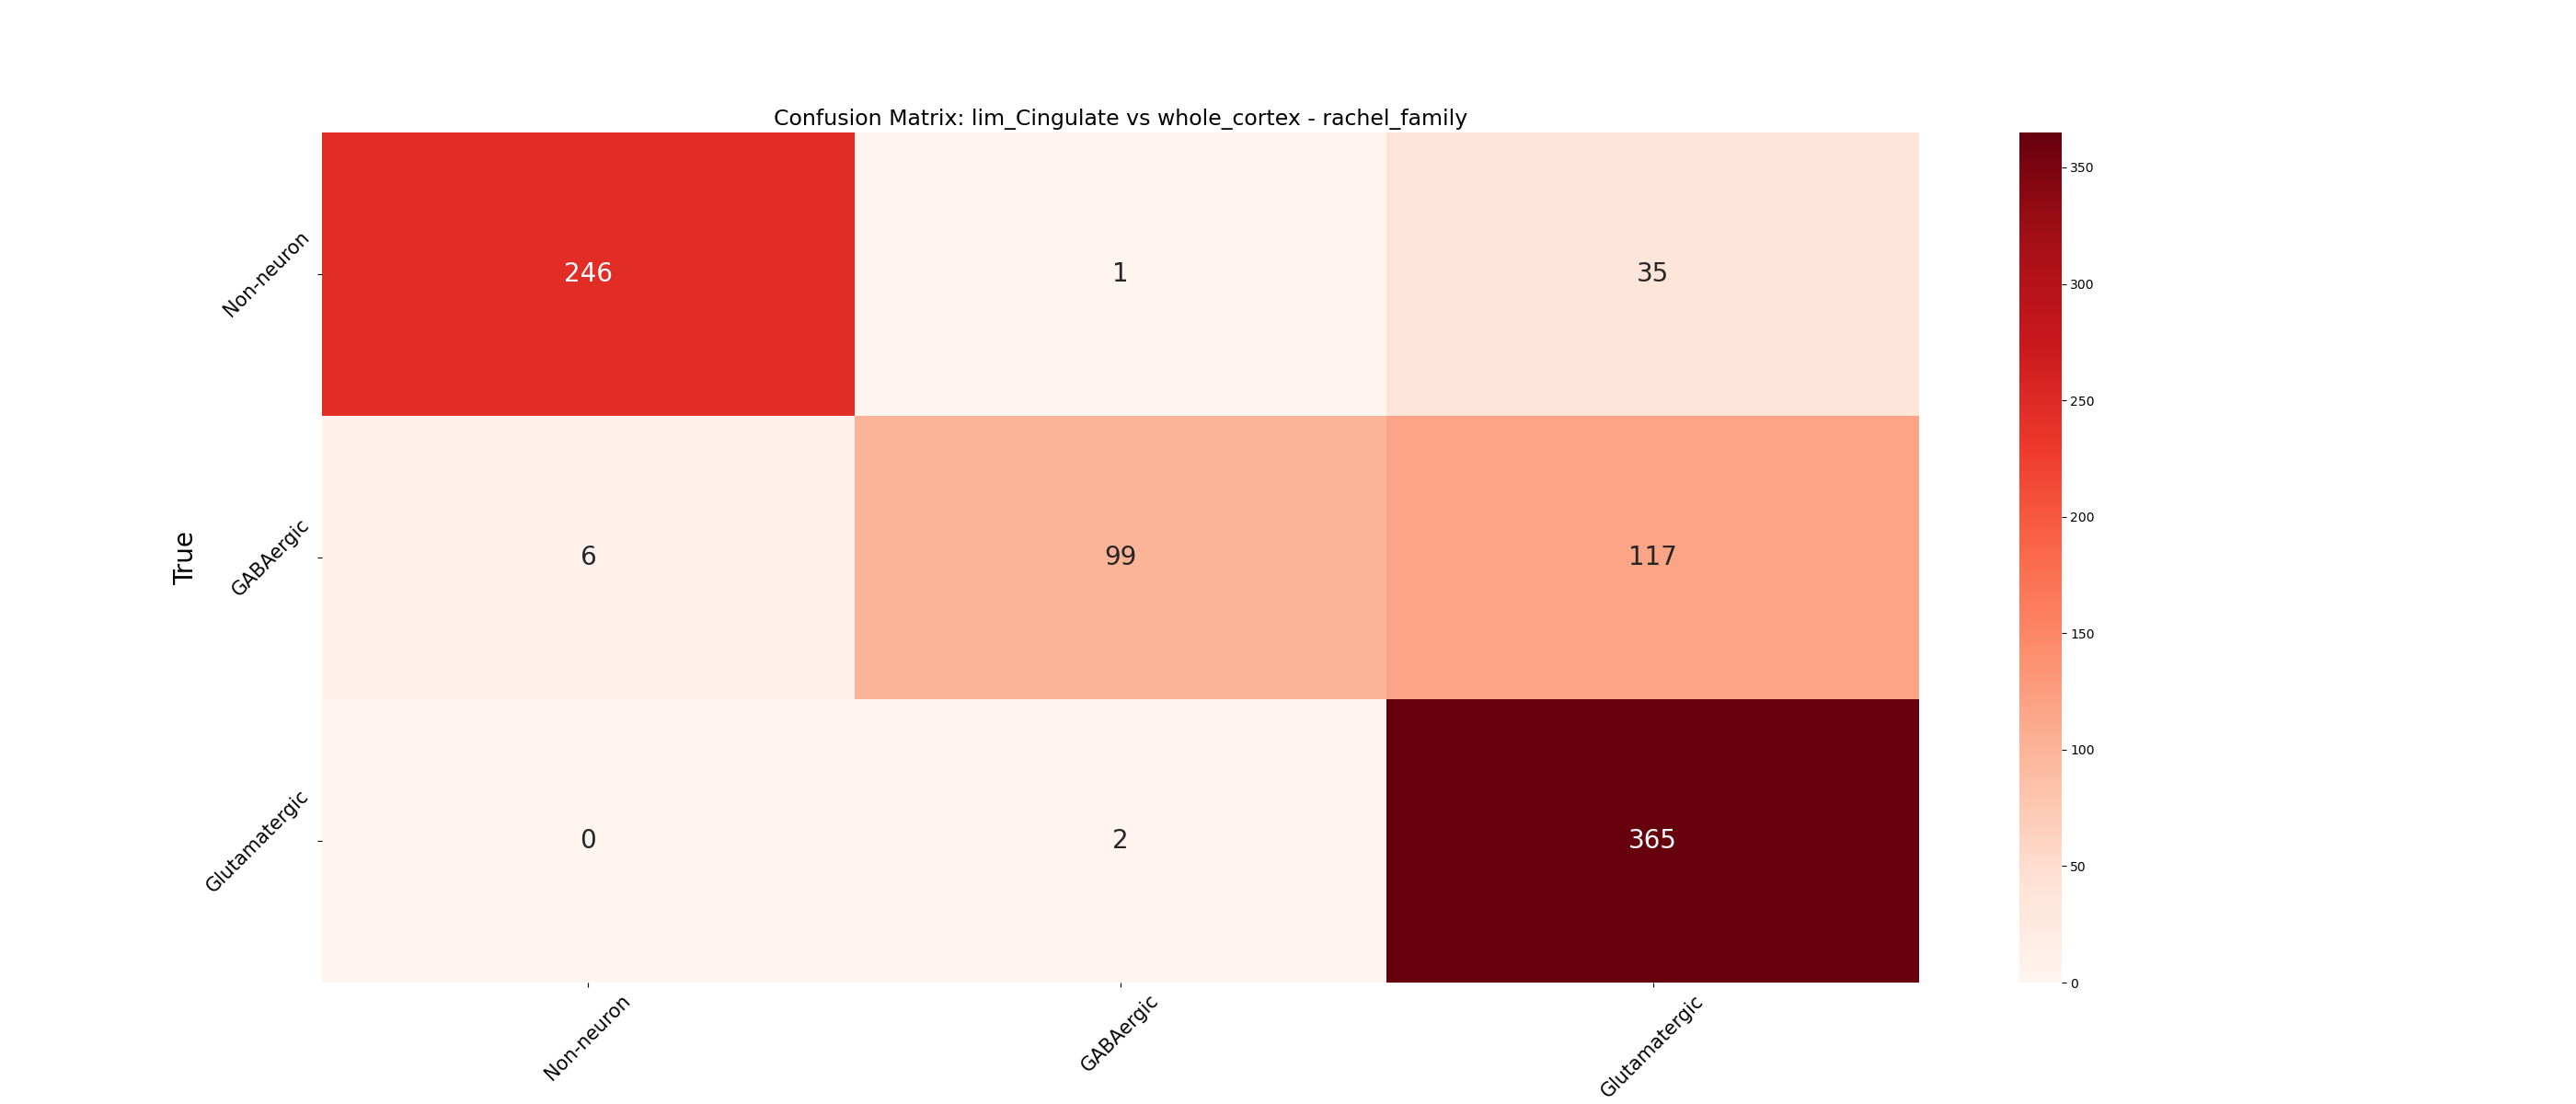 Confusion Matrix: lim_Cingulate vs whole_cortex - rachel_family
True
Non-neuron
246
1
35
GABAergic
6
99
117
Glutamatergic
0
2
365
Non-neuron
GABAergic
Glutamatergic
350
300
250
200
150
100
50
0